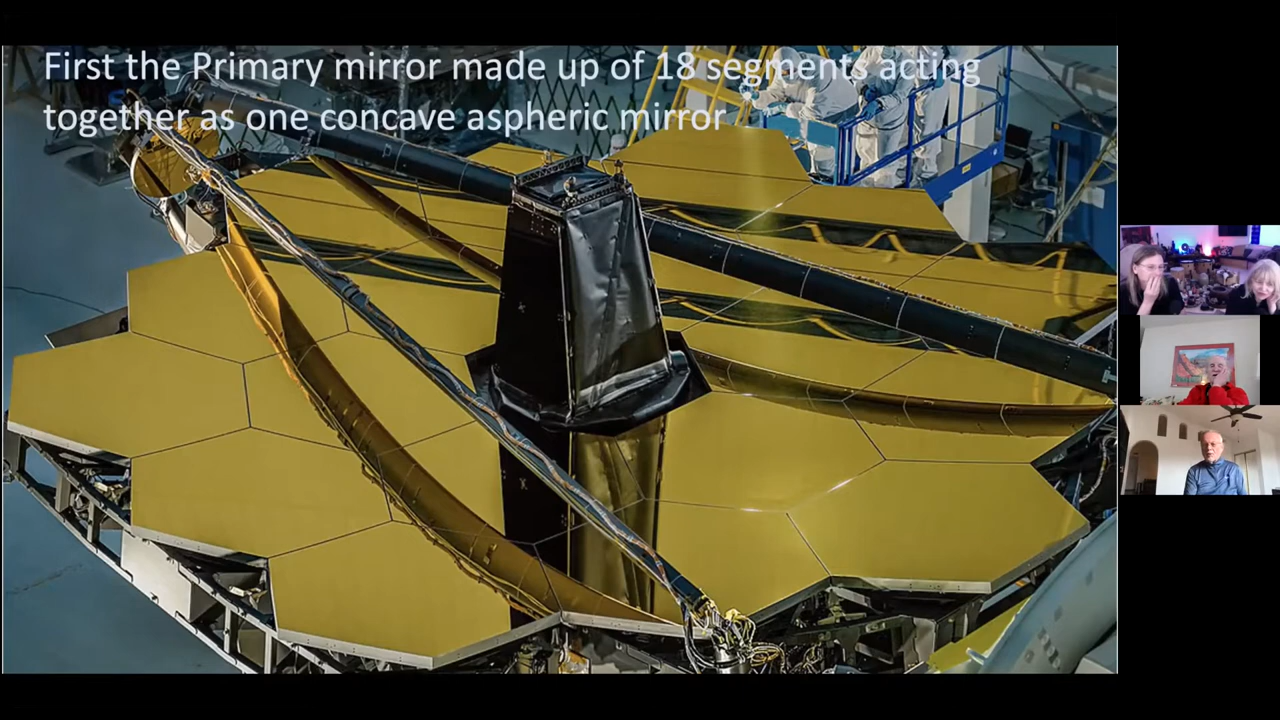 First the Primary mirror made up of 18 segments acting
together as one concave aspheric mirror